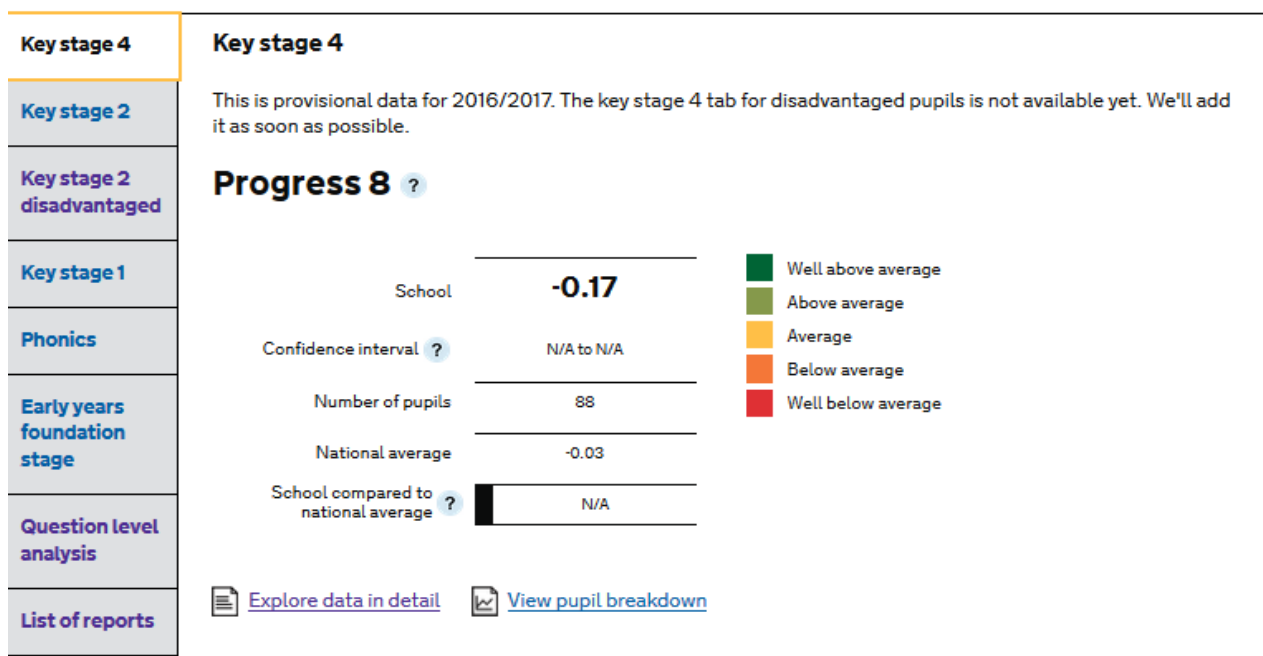 Key stage 4
Key stage 2
Key stage 2
disadvantaged
Key stage 1
Phonics
Early years
foundation
stage
Question level
analysis
List of reports
Key stage 4
This is provisional data for 2016/2017. The key stage 4 tab for disadvantaged pupils is not available yet. We'll add
it as soon as possible.
Progress 8 ?
School -0.17
Confidence interval ? N/A to N/A
Number of pupils 88
National average -0.03
School compared to
national average ? N/A
Well above average
Above average
Average
Below average
Well below average
Explore data in detail View pupil breakdown